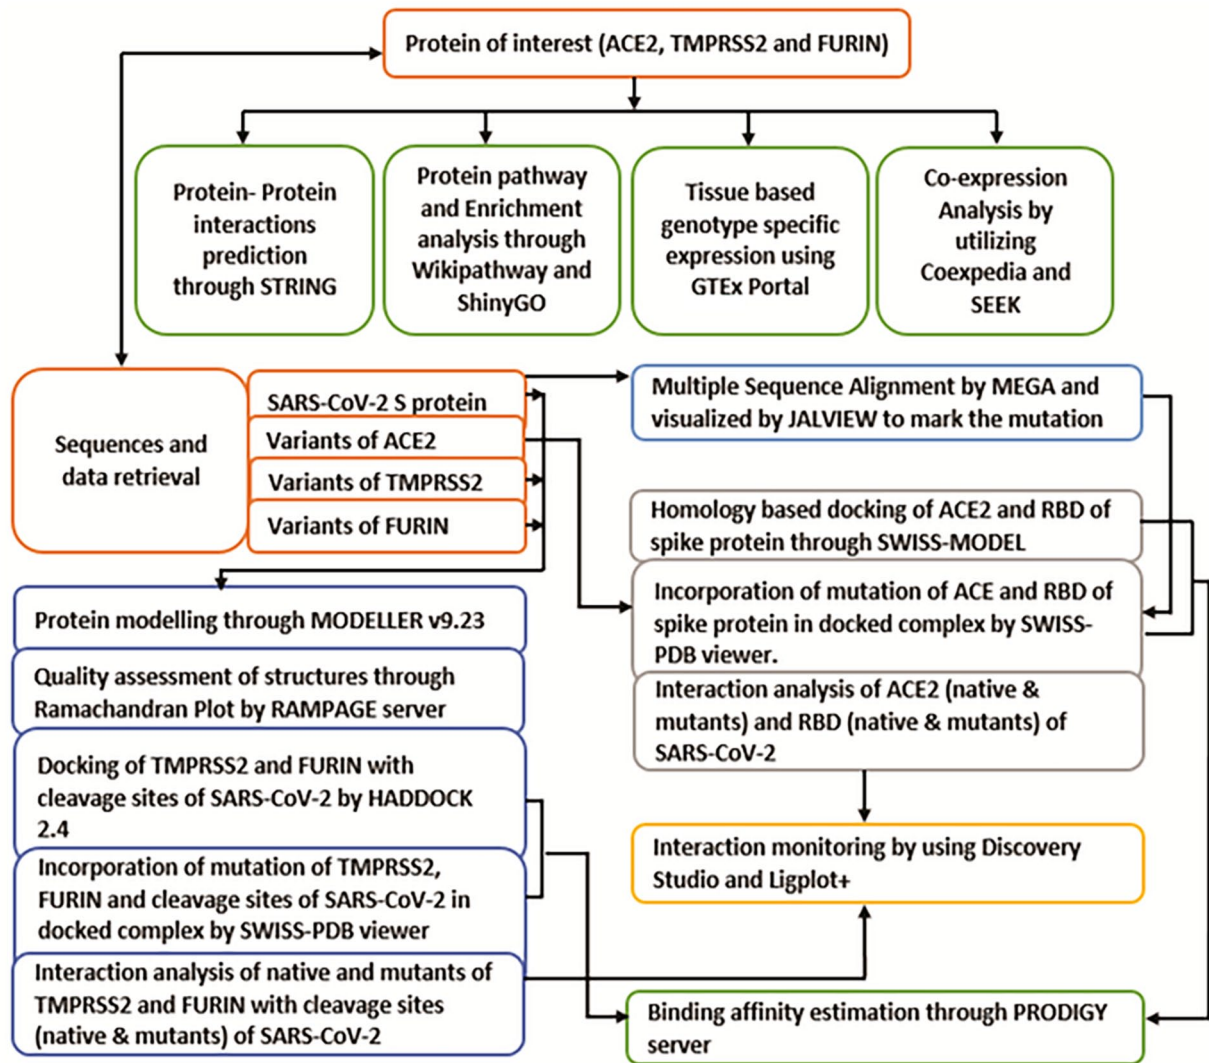 Protein of interest (ACE2, TMPRSS2 and FURIN)
Protein- Protein
interactions
prediction
through STRING
Protein pathway
and Enrichment
analysis through
Wikipathway and
ShinyGO
Tissue based
genotype specific
expression using
GTEx Portal
Co-expression
Analysis by
utilizing
Coexpedia and
SEEK
Sequences and
data retrieval
SARS-CoV-2 S protein
Variants of ACE2
Variants of TMPRSS2
Variants of FURIN
Multiple Sequence Alignment by MEGA and
visualized by JALVIEW to mark the mutation
Homology based docking of ACE2 and RBD of
spike protein through SWISS-MODEL
Incorporation of mutation of ACE and RBD of
spike protein in docked complex by SWISS-
PDB viewer.
Interaction analysis of ACE2 (native &
mutants) and RBD (native & mutants) of
SARS-CoV-2
Protein modelling through MODELLER v9.23
Quality assessment of structures through
Ramachandran Plot by RAMPAGE server
Docking of TMPRSS2 and FURIN with
cleavage sites of SARS-CoV-2 by HADDOCK
2.4
Incorporation of mutation of TMPRSS2,
FURIN and cleavage sites of SARS-CoV-2 in
docked complex by SWISS-PDB viewer
Interaction analysis of native and mutants of
TMPRSS2 and FURIN with cleavage sites
(native & mutants) of SARS-CoV-2
Interaction monitoring by using Discovery
Studio and Ligplot+
Binding affinity estimation through PRODIGY
server